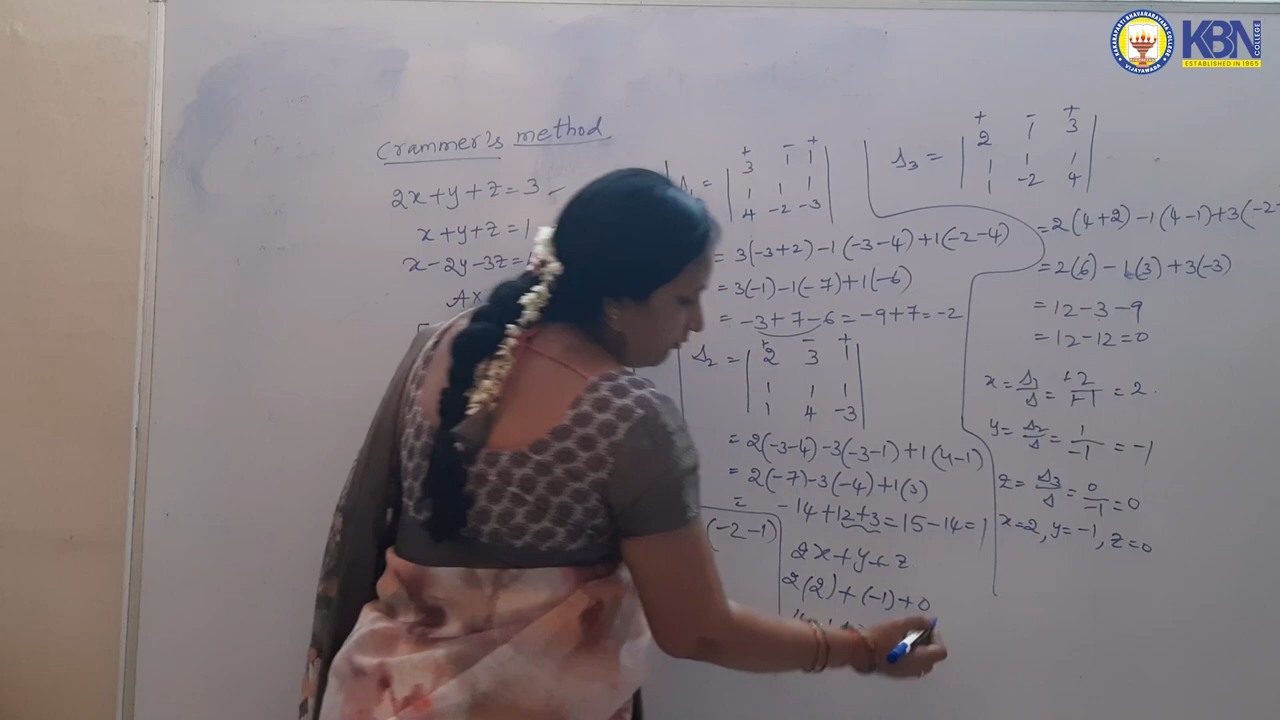 KAKARAPARTI BHAVANARAYANA COLLEGE
VIJAYAWADA
KBN
COLLEGE
ESTABLISHED IN 1965
Crammer's method
2x+y+z=3
x+y+z=1
x-2y-3z=
AX
Δ1 =
+ - +
3 1 1
1 1 1
4 -2 -3
= 3(-3+2)-1(-3-4)+1(-2-4)
= 3(-1)-1(-7)+1(-6)
= -3+7-6=-9+7=-2
Δ2 =
+ - +
2 3 1
1 1 1
1 4 -3
= 2(-3-4)-3(-3-1)+1(4-1)
= 2(-7)-3(-4)+1(3)
= -14+12+3=15-14=1
(-2-1)
2x+y+z
2(2)+(-1)+0
Δ3 =
+ - +
2 1 3
1 1 1
1 -2 4
=2(4+2)-1(4-1)+3(-2-
=2(6)-1(3)+3(-3)
=12-3-9
=12-12=0
x=Δ1/Δ=-2/-1=2
y=Δ2/Δ=1/-1=-1
z=Δ3/Δ=0/-1=0
x=2, y=-1, z=0